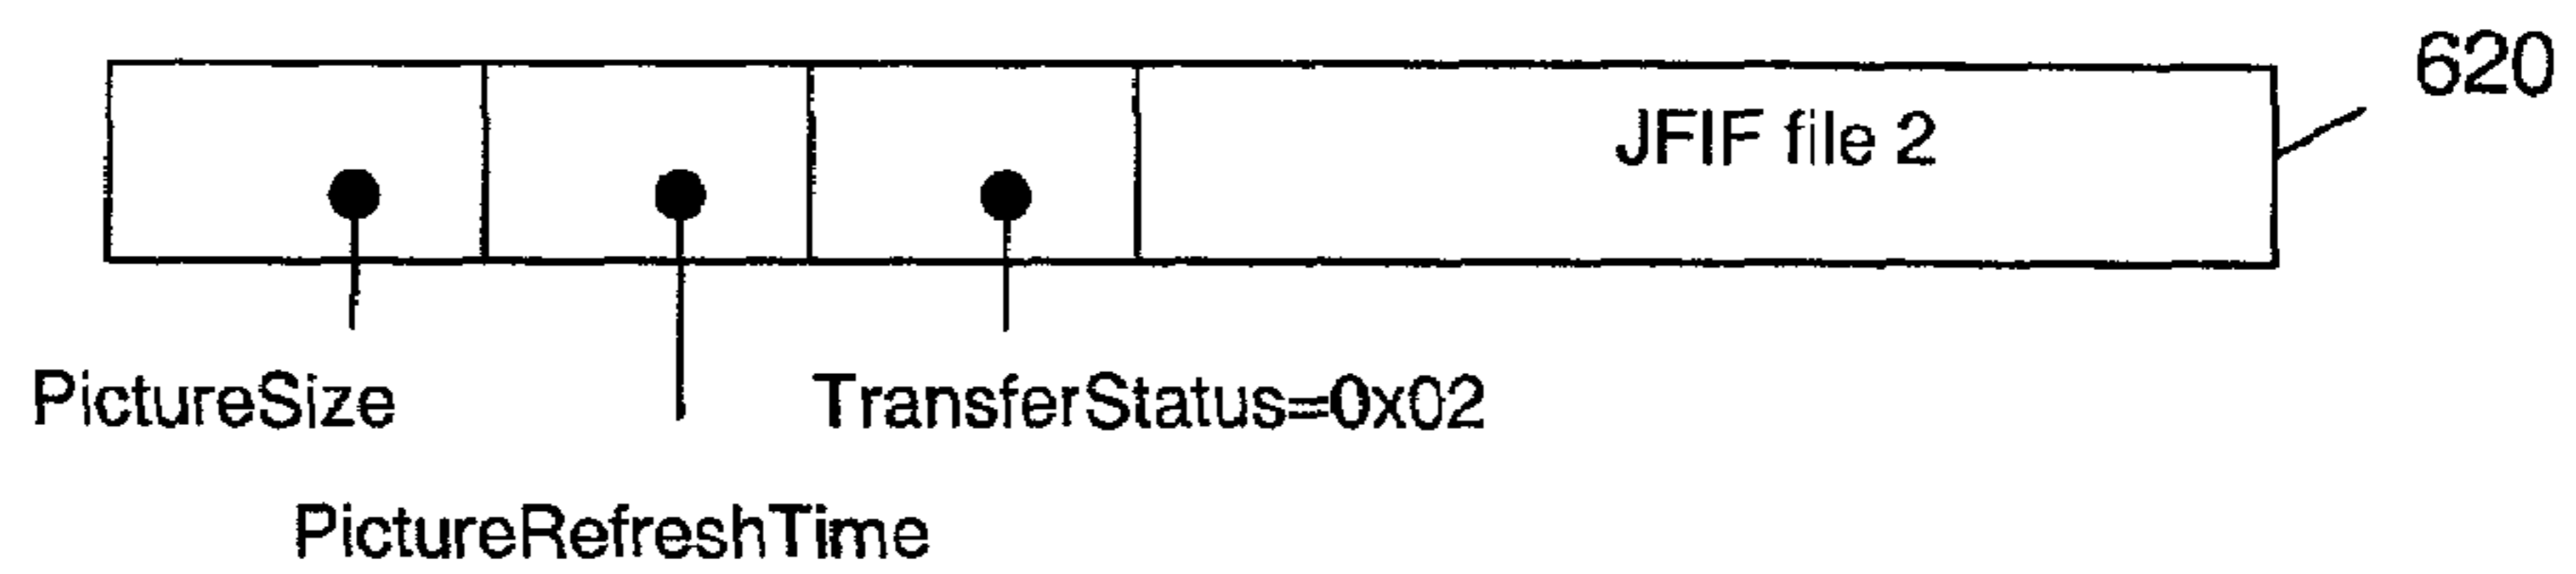 620
JFIF file 2
PictureSize
TransferStatus=0x02
PictureRefreshTime